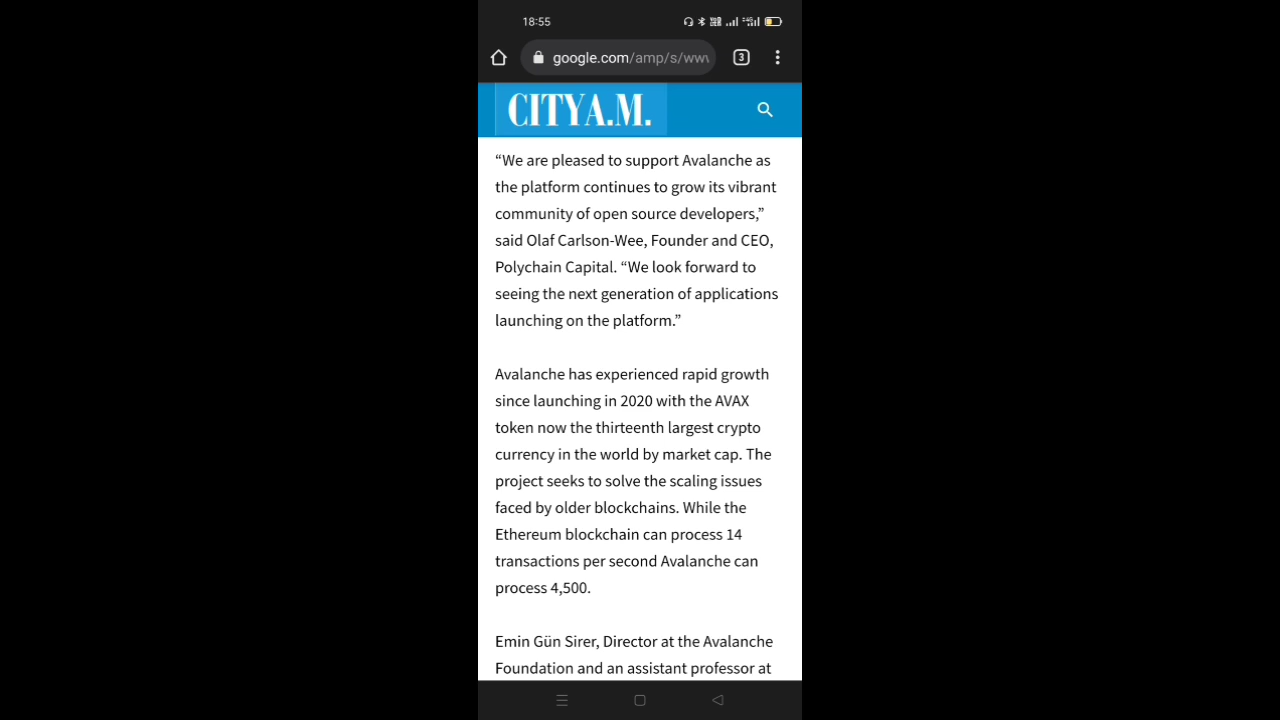 18:55
google.com/amp/s/www
3
CITYA.M.
“We are pleased to support Avalanche as
the platform continues to grow its vibrant
community of open source developers,”
said Olaf Carlson-Wee, Founder and CEO,
Polychain Capital. “We look forward to
seeing the next generation of applications
launching on the platform.”
Avalanche has experienced rapid growth
since launching in 2020 with the AVAX
token now the thirteenth largest crypto
currency in the world by market cap. The
project seeks to solve the scaling issues
faced by older blockchains. While the
Ethereum blockchain can process 14
transactions per second Avalanche can
process 4,500.
Emin Gün Sirer, Director at the Avalanche
Foundation and an assistant professor at